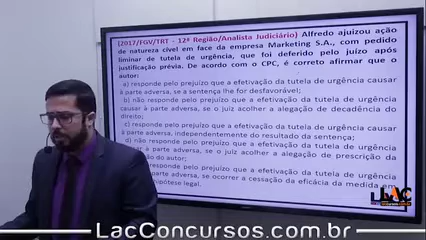 (2017/FGV/TRT - 12ª Região/Analista Judiciário) Alfredo ajuizou ação
de natureza cível em face da empresa Marketing S.A., com pedido
liminar de tutela de urgência, que foi deferido pelo juízo após
justificação prévia. De acordo com o CPC, é correto afirmar que o
autor:
a) responde pelo prejuízo que a efetivação da tutela de urgência causar
à parte adversa, se a sentença lhe for desfavorável;
b) não responde pelo prejuízo que a efetivação da tutela de urgência
causar à parte adversa, se o juiz acolher a alegação de decadência do
direito;
c) responde pelo prejuízo que a efetivação da tutela de urgência causar
à parte adversa, independentemente do resultado da sentença;
d) não responde pelo prejuízo que a efetivação da tutela de urgência
à parte adversa, se o juiz acolher a alegação de prescrição da
do autor;
responde pelo prejuízo que a efetivação da tutela de urgência causar
adversa, se ocorrer a cessação da eficácia da medida em
hipótese legal.
LAC
LacConcursos.com.br